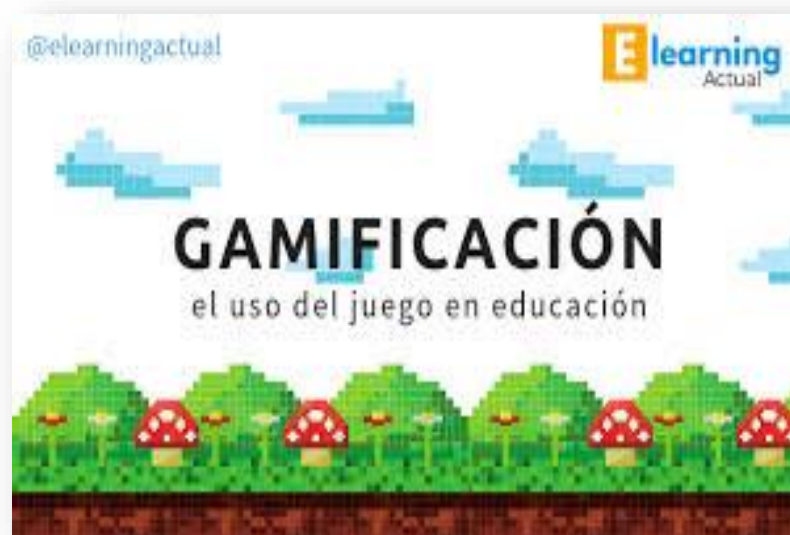 @elearningactual
E learning
Actual
GAMIFICACIÓN
el uso del juego en educación